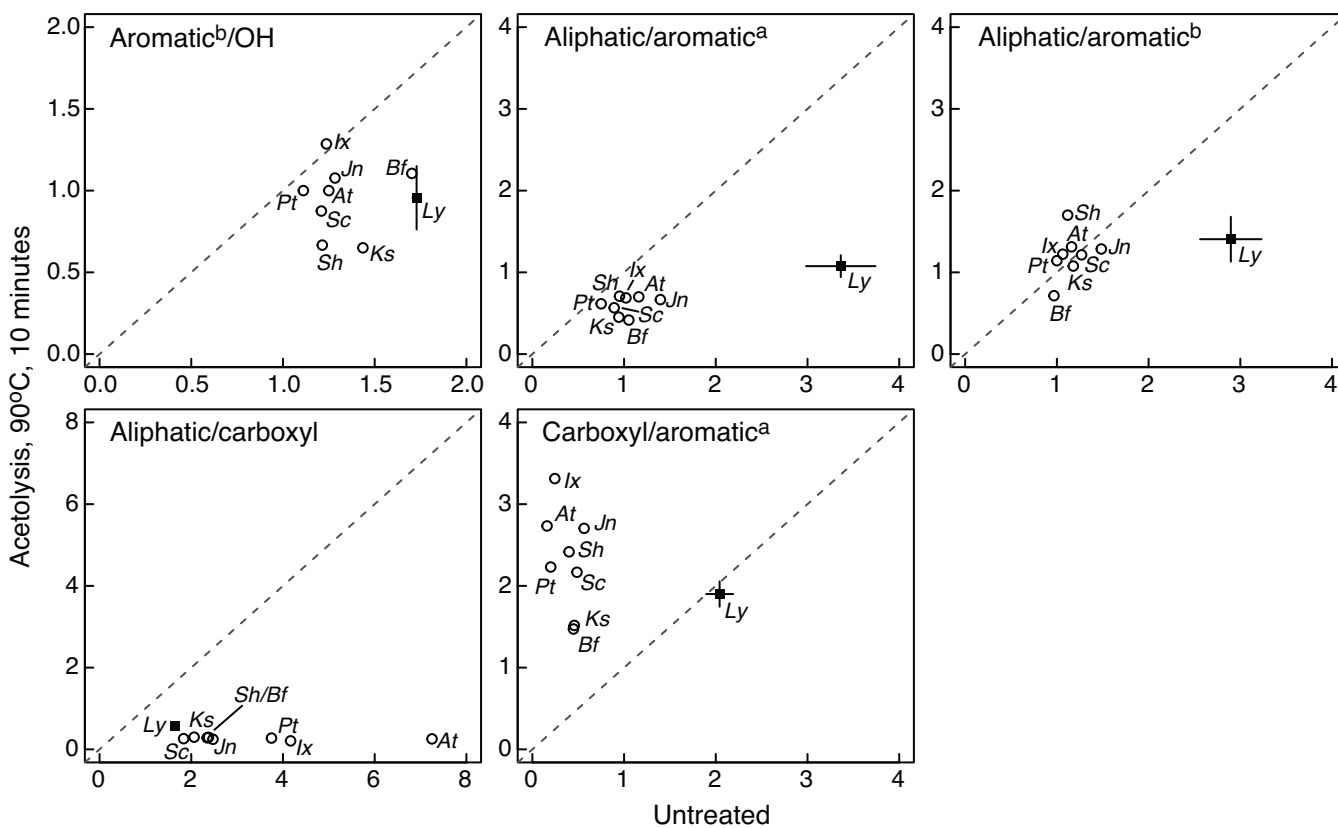 Acetolysis, 90ºC, 10 minutes
Aromaticᵇ/OH
2.0
1.5
1.0
0.5
0.0
0.0 0.5 1.0 1.5 2.0
Ix
Jn
Bf
Pt
At
Ly
Sc
Sh
Ks
Aliphatic/aromaticᵃ
4
3
2
1
0
0 1 2 3 4
Ix
Sh
At
Pt
Jn
Sc
Ks
Bf
Ly
Aliphatic/aromaticᵇ
4
3
2
1
0
0 1 2 3 4
Sh
At
Ix
Jn
Pt
Sc
Ks
Bf
Ly
Aliphatic/carboxyl
8
6
4
2
0
0 2 4 6 8
Sh/Bf
Ly
Ks
Pt
Sc
Jn
Ix
At
Carboxyl/aromaticᵃ
4
3
2
1
0
0 1 2 3 4
Ix
At
Jn
Sh
Pt
Sc
Ks
Bf
Ly
Untreated